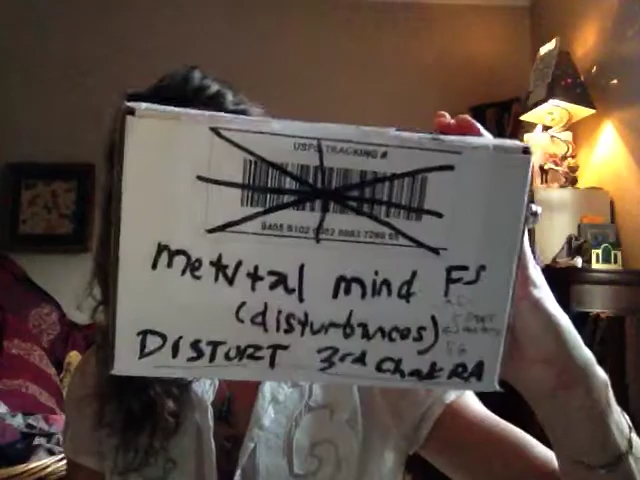 USPS TRACKING #
mental mind FS
(disturbances)
DISTORT 3rd ChakRA